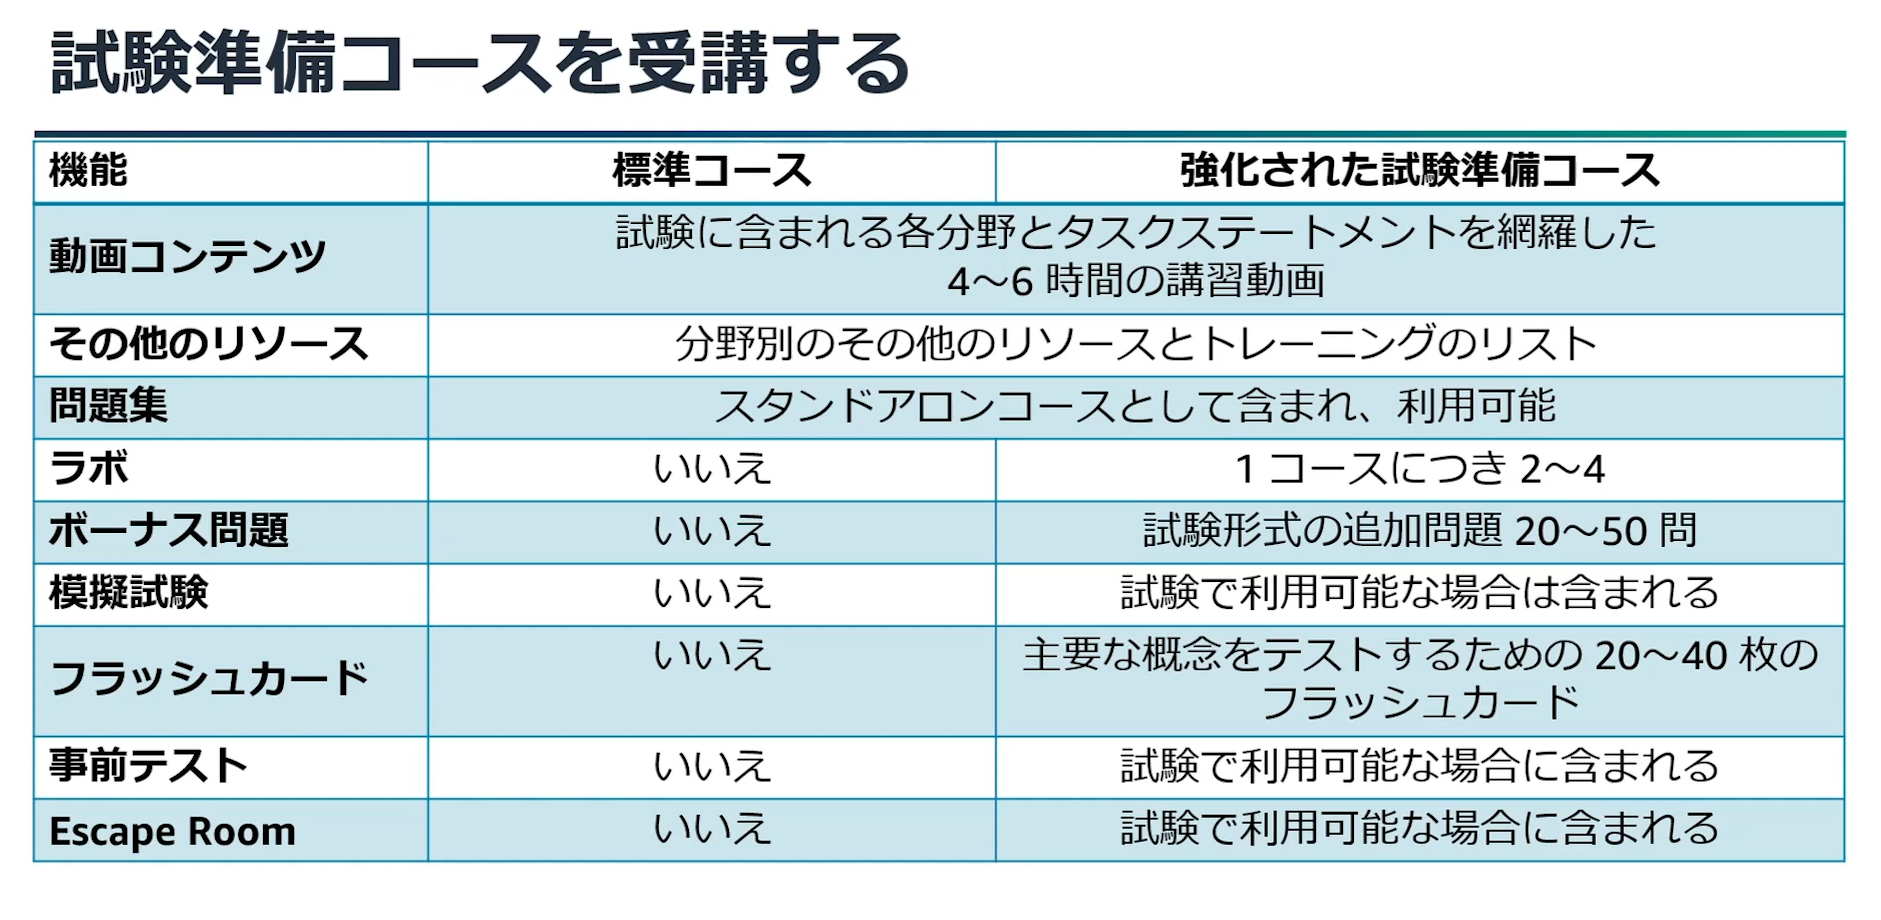 試験準備コースを受講する
機能 標準コース 強化された試験準備コース
動画コンテンツ 試験に含まれる各分野とタスクステートメントを網羅した
4～6 時間の講習動画
その他のリソース 分野別のその他のリソースとトレーニングのリスト
問題集 スタンドアロンコースとして含まれ、利用可能
ラボ いいえ 1 コースにつき 2～4
ボーナス問題 いいえ 試験形式の追加問題 20～50 問
模擬試験 いいえ 試験で利用可能な場合は含まれる
フラッシュカード いいえ 主要な概念をテストするための 20～40 枚の
フラッシュカード
事前テスト いいえ 試験で利用可能な場合に含まれる
Escape Room いいえ 試験で利用可能な場合に含まれる